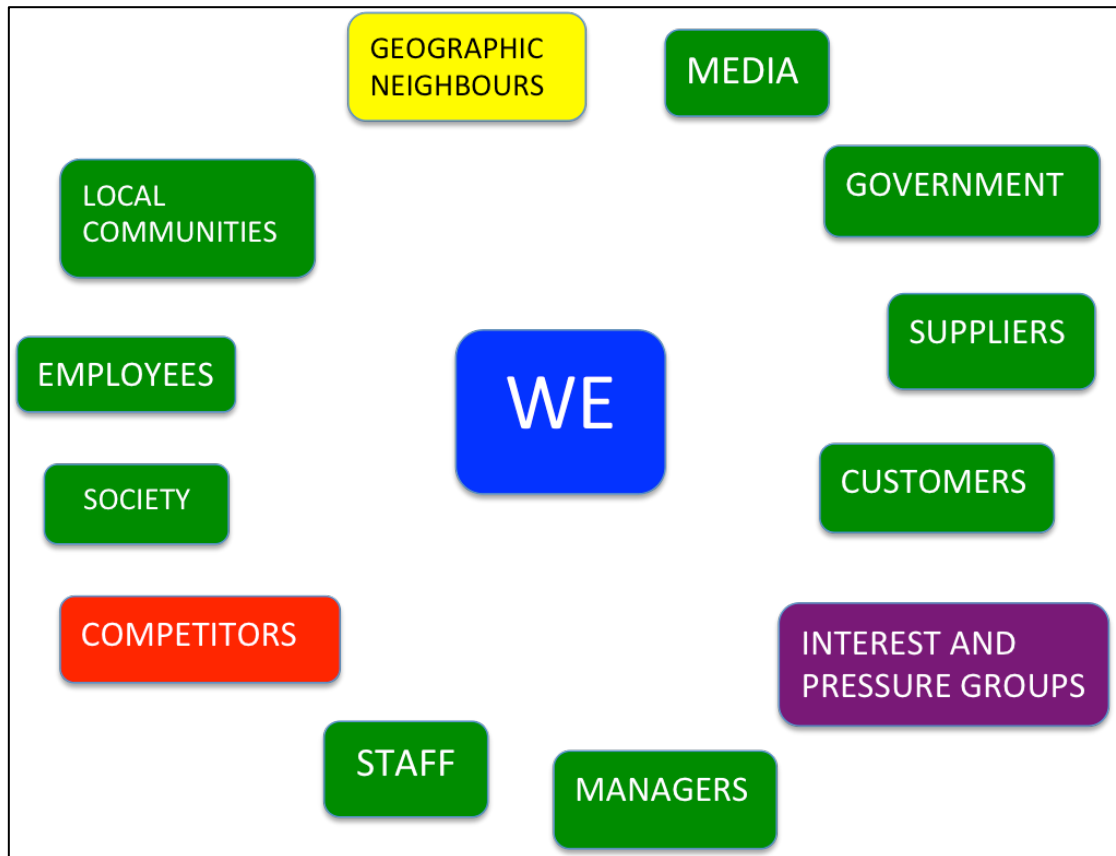 GEOGRAPHIC
NEIGHBOURS
MEDIA
GOVERNMENT
LOCAL
COMMUNITIES
SUPPLIERS
EMPLOYEES
WE
CUSTOMERS
SOCIETY
COMPETITORS
INTEREST AND
PRESSURE GROUPS
STAFF
MANAGERS